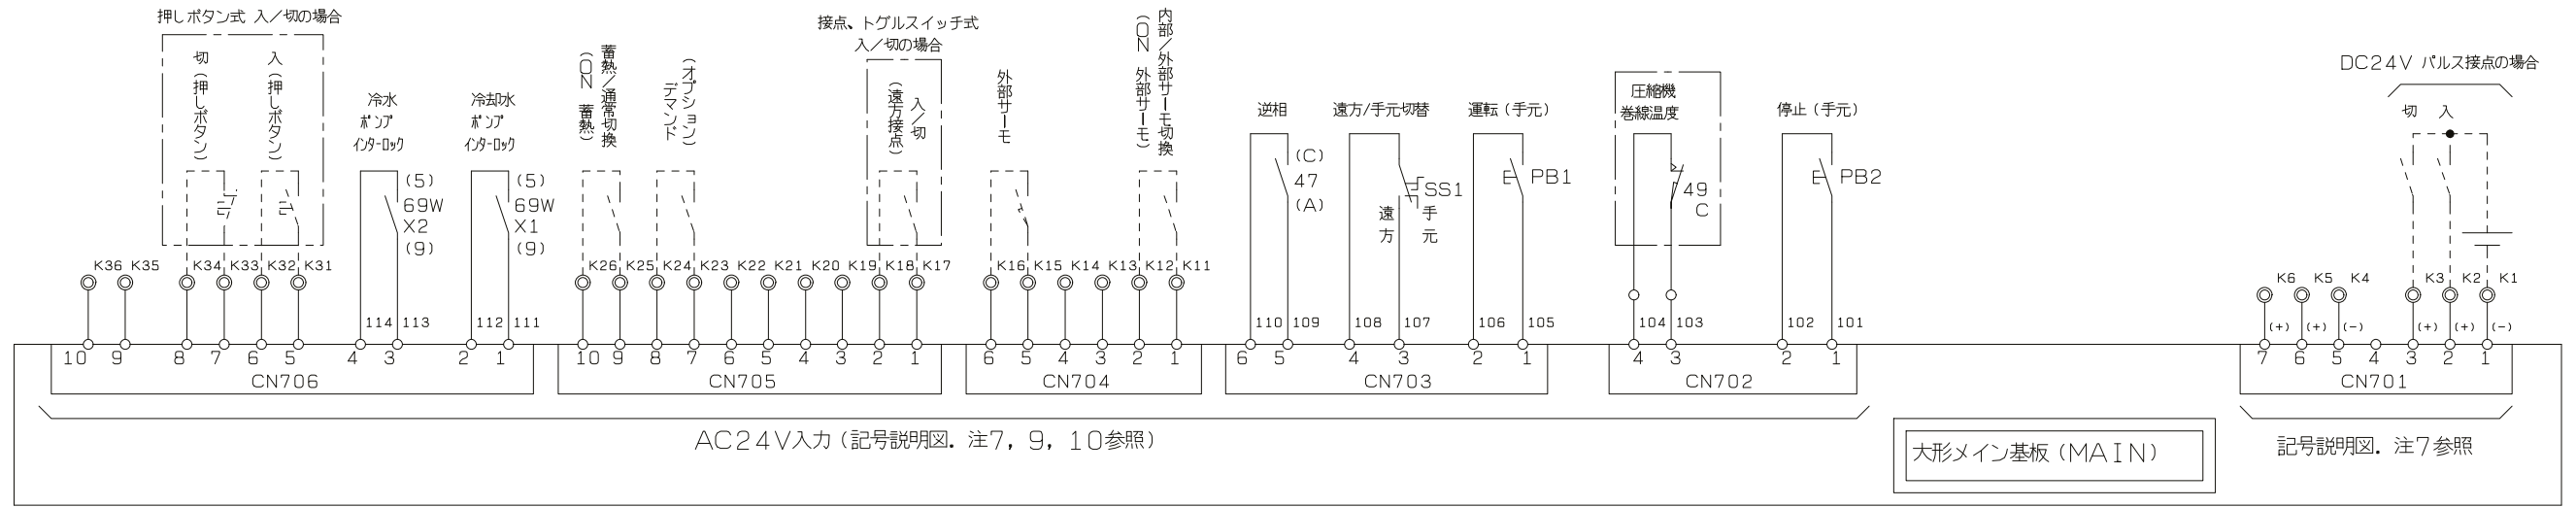 押しボタン式 入／切の場合
切（押しボタン）
入（押しボタン）
冷水
ポンプ
インターロック
冷却水
ポンプ
インターロック
(5)
69W
X2
(9)
(5)
69W
X1
(9)
蓄熱／通常切換
（ON 蓄熱）
（オプション）
デマンド
接点、トグルスイッチ式
入／切の場合
入／切
（遠方接点）
外部サーモ
内部／外部サーモ切換
（ON 外部サーモ）
逆相
(C)
47
(A)
遠方/手元切替
SS1
遠方
手元
運転（手元）
PB1
圧縮機
巻線温度
49
C
停止（手元）
PB2
DC24V パルス接点の場合
切 入
K36 K35 K34 K33 K32 K31
K26 K25 K24 K23 K22 K21 K20 K19 K18 K17
K16 K15 K14 K13 K12 K11
K6 K5 K4 K3 K2 K1
114 113 112 111
110 109 108 107 106 105
104 103 102 101
(+) (+) (-) (+) (+) (-)
10 9 8 7 6 5 4 3 2 1
10 9 8 7 6 5 4 3 2 1
6 5 4 3 2 1
6 5 4 3 2 1
4 3 2 1
7 6 5 4 3 2 1
CN706 CN705 CN704 CN703 CN702 CN701
AC24V入力（記号説明図．注7，9，10参照）
大形メイン基板（MAIN）
記号説明図．注7参照